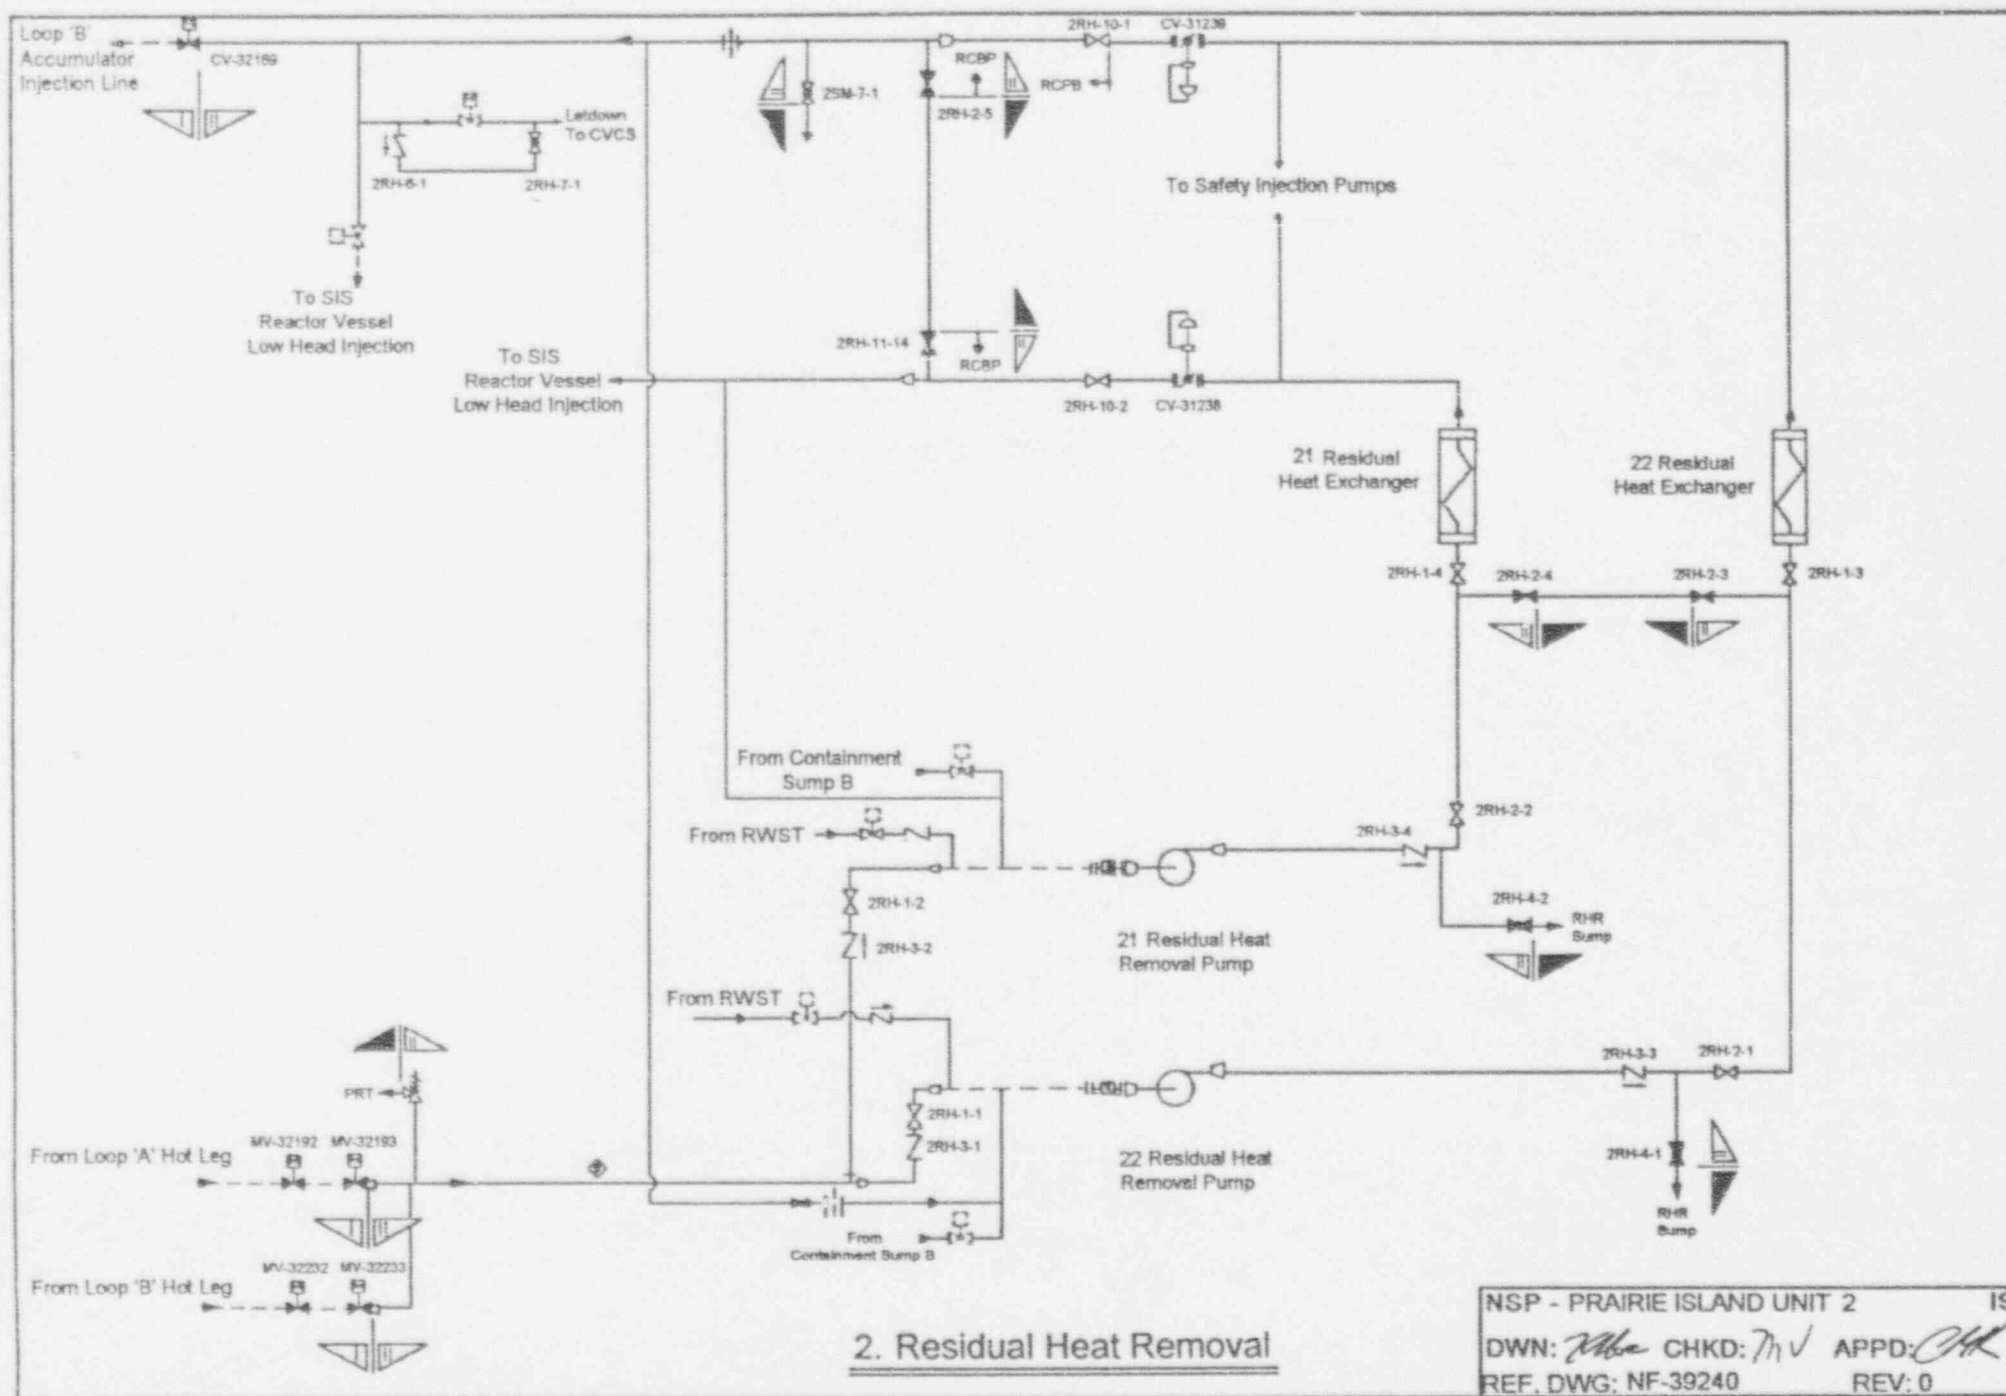 Loop 'B'
Accumulator
Injection Line
CV-32169
2RH-6-1
2RH-7-1
Letdown
To CVCS
To SIS
Reactor Vessel
Low Head Injection
2SM-7-1
RCBP
2RH-2-5
2RH-10-1
CV-31239
RCPB
To Safety Injection Pumps
2RH-11-14
RCBP
To SIS
Reactor Vessel
Low Head Injection
2RH-10-2
CV-31238
21 Residual
Heat Exchanger
22 Residual
Heat Exchanger
2RH-1-4
2RH-2-4
2RH-2-3
2RH-1-3
From Containment
Sump B
From RWST
2RH-1-2
2RH-3-2
2RH-3-4
2RH-2-2
2RH-4-2
RHR
Sump
21 Residual Heat
Removal Pump
From RWST
PRT
2RH-1-1
2RH-3-1
2RH-3-3
2RH-2-1
2RH-4-1
RHR
Sump
22 Residual Heat
Removal Pump
From Loop 'A' Hot Leg
MV-32192
MV-32193
From
Containment Sump B
From Loop 'B' Hot Leg
MV-32232
MV-32233
2. Residual Heat Removal
NSP - PRAIRIE ISLAND UNIT 2 IS
DWN: CHKD: APPD:
REF. DWG: NF-39240 REV: 0